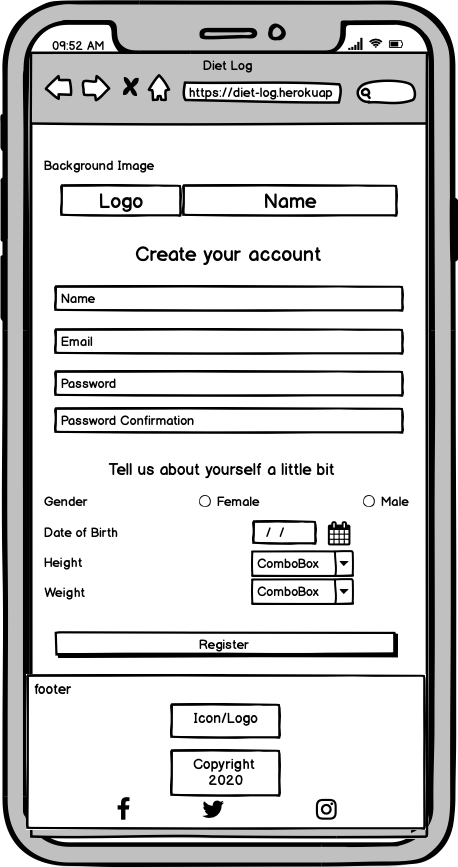 09:52 AM
Diet Log
https://diet-log.herokuap
Background Image
Logo Name
Create your account
Name
Email
Password
Password Confirmation
Tell us about yourself a little bit
Gender Female Male
Date of Birth / /
Height ComboBox
Weight ComboBox
Register
footer
Icon/Logo
Copyright
2020